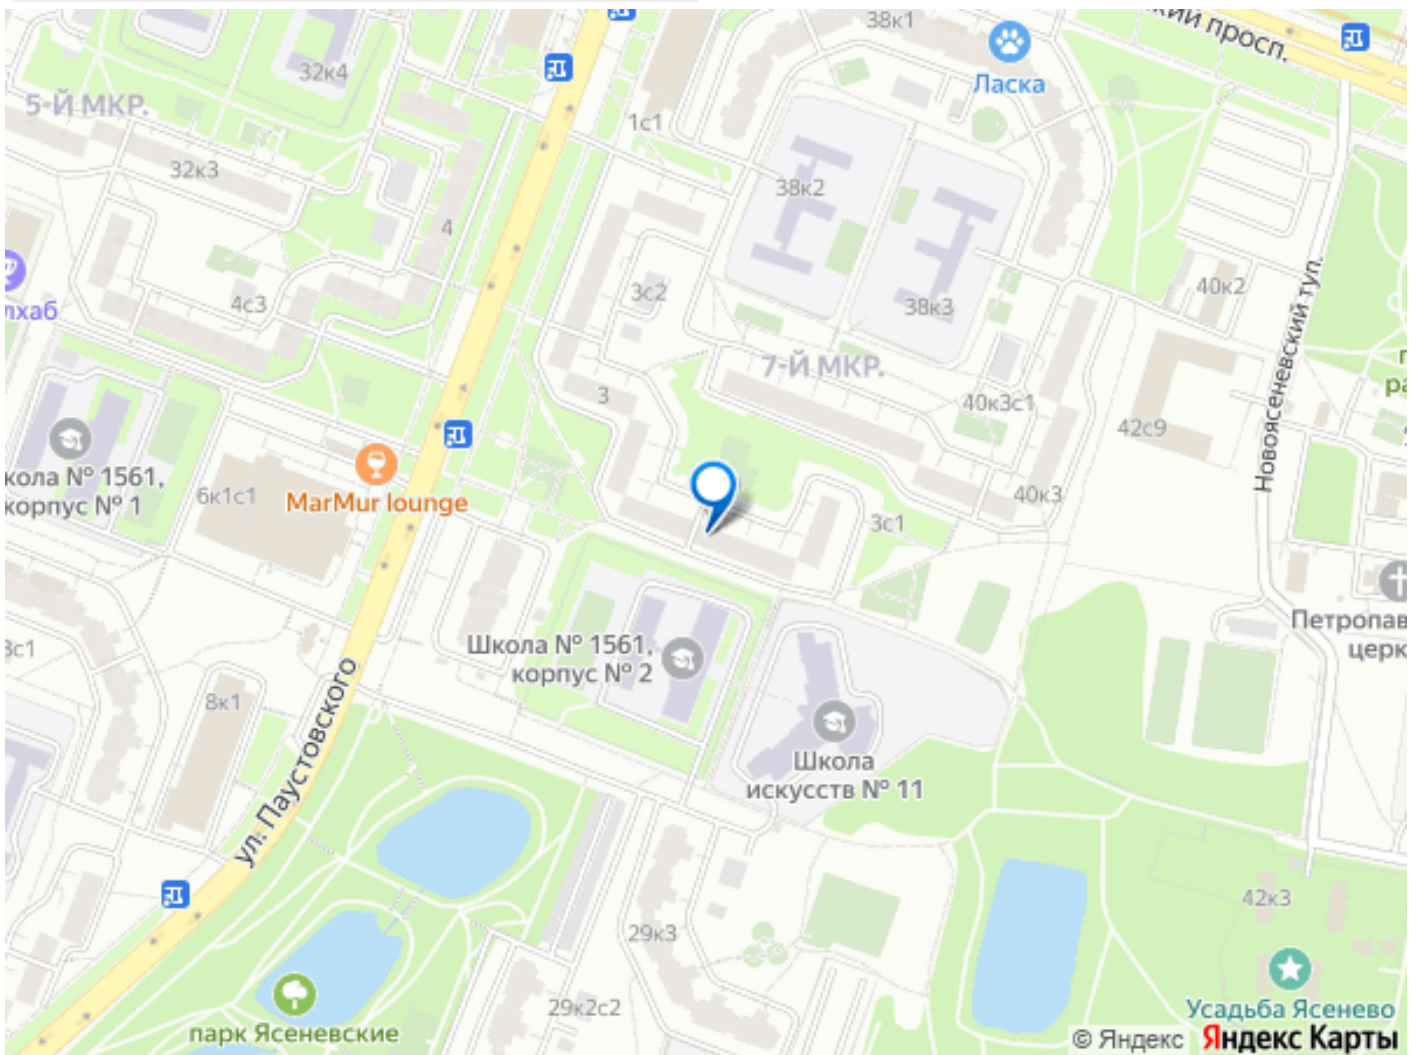 38к1
кий просп.
Ласка
32к4
5-Й МКР.
1с1
32к3
38к2
4
3с2
40к2
4с3
38к3
лхаб
7-Й МКР.
Новоясеневский туп.
3
40к3с1
42с9
кола № 1561,
корпус № 1
6к1с1
MarMur lounge
40к3
3с1
Петропав
церк
Школа № 1561,
корпус № 2
3с1
8к1
ул. Паустовского
Школа
искусств № 11
42к3
29к3
29к2с2
Усадьба Ясенево
парк Ясеневские
© Яндекс Яндекс Карты